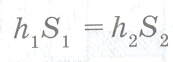 h₁S₁ = h₂S₂